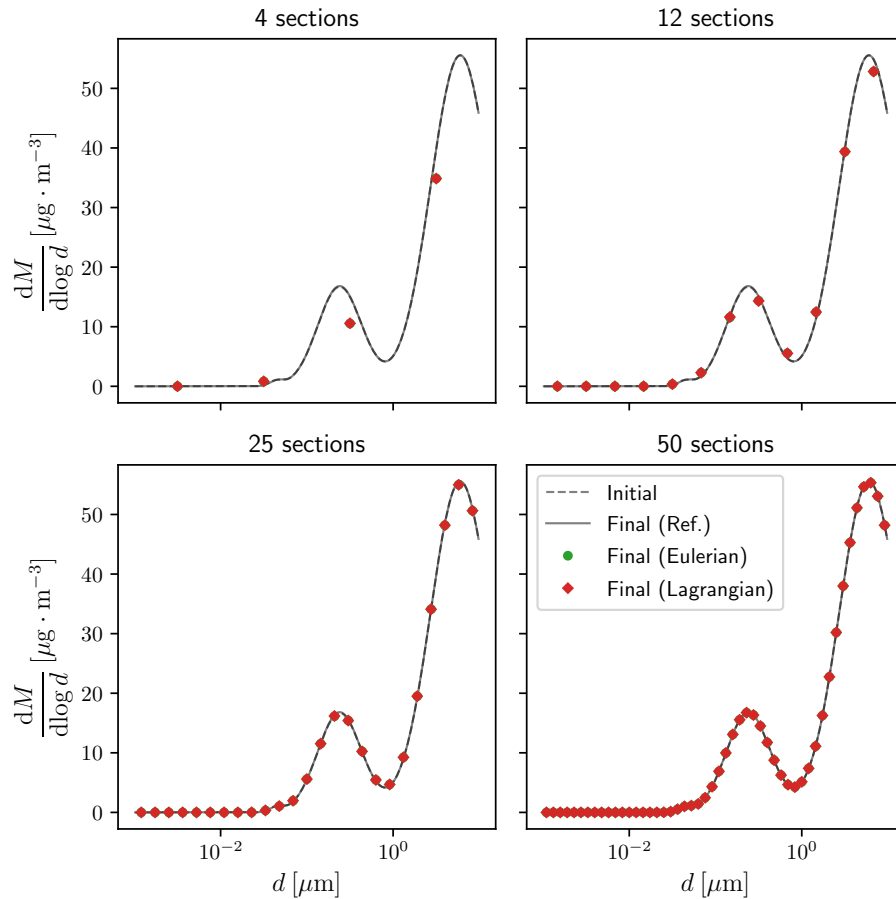 4 sections
12 sections
50
40
30
20
10
0
dM/dlog d [μg · m⁻³]
25 sections
50 sections
50
40
30
20
10
0
dM/dlog d [μg · m⁻³]
Initial
Final (Ref.)
Final (Eulerian)
Final (Lagrangian)
10⁻²
10⁰
10⁻²
10⁰
d [μm]
d [μm]